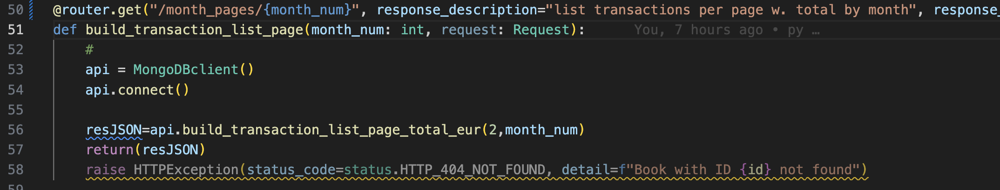 50 @router.get("/month_pages/{month_num}", response_description="list transactions per page w. total by month", response_
51 def build_transaction_list_page(month_num: int, request: Request): You, 7 hours ago • py …
52 #
53 api = MongoDBclient()
54 api.connect()
55
56 resJSON=api.build_transaction_list_page_total_eur(2,month_num)
57 return(resJSON)
58 raise HTTPException(status_code=status.HTTP_404_NOT_FOUND, detail=f"Book with ID {id} not found")
59